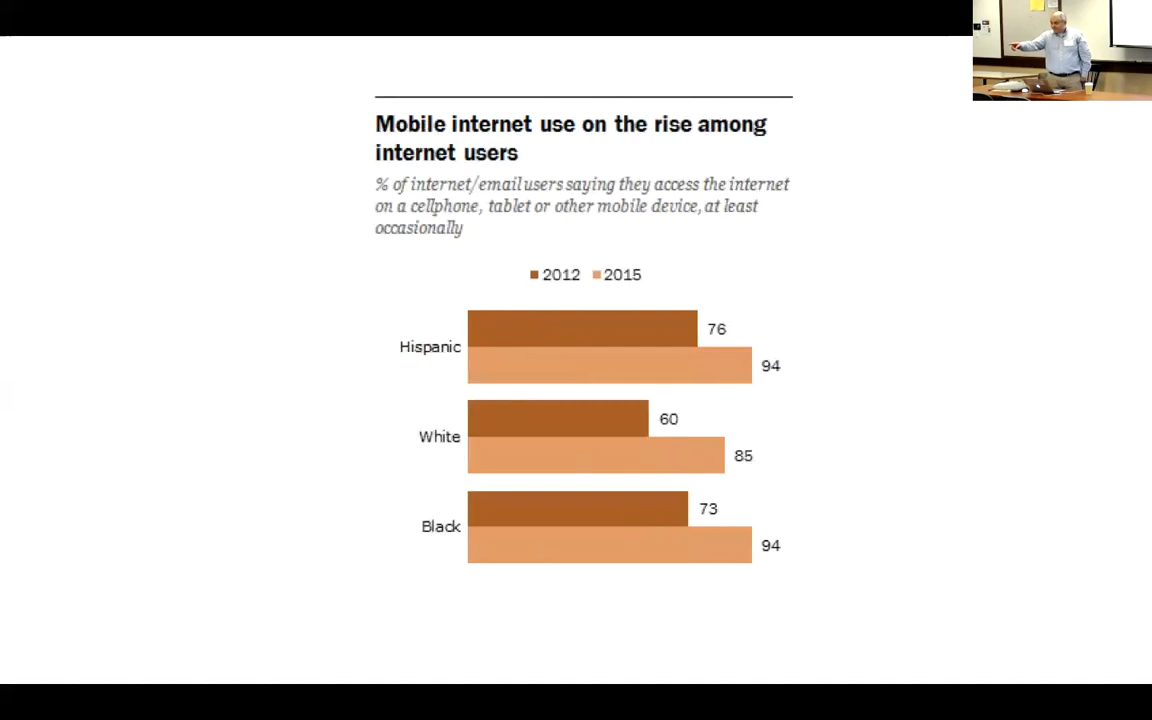 Mobile internet use on the rise among
internet users
% of internet/email users saying they access the internet
on a cellphone, tablet or other mobile device, at least
occasionally
2012 2015
Hispanic
76
94
White
60
85
Black
73
94